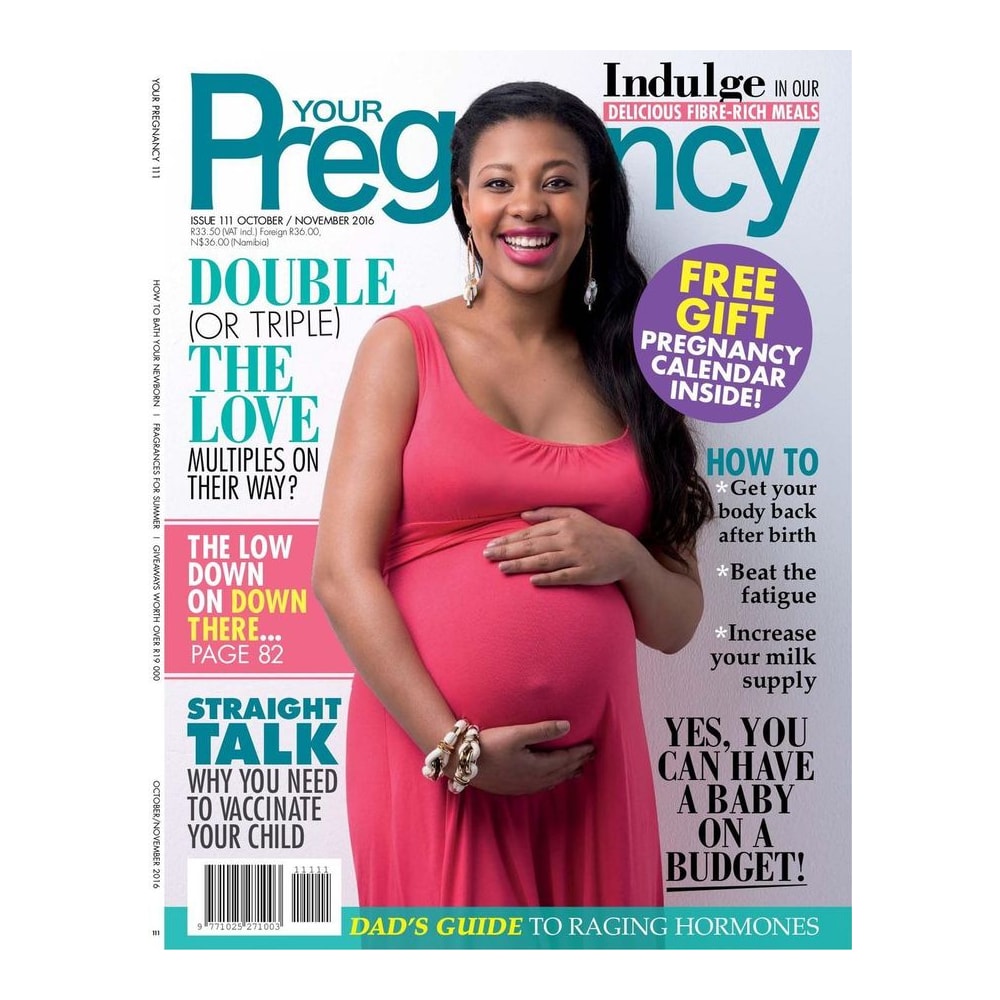 YOUR PREGNANCY 111
HOW TO BATH YOUR NEWBORN | FRAGRANCES FOR SUMMER | GIVEAWAYS WORTH OVER R19 000
OCTOBER/NOVEMBER 2016
111
Indulge IN OUR
DELICIOUS FIBRE-RICH MEALS
YOUR
Preg ncy
ISSUE 111 OCTOBER / NOVEMBER 2016
R33.50 (VAT incl.) Foreign R36.00,
N$36.00 (Namibia)
DOUBLE
(OR TRIPLE)
THE
LOVE
MULTIPLES ON
THEIR WAY?
THE LOW
DOWN
ON DOWN
THERE...
PAGE 82
STRAIGHT
TALK
WHY YOU NEED
TO VACCINATE
YOUR CHILD
FREE
GIFT
PREGNANCY
CALENDAR
INSIDE!
HOW TO
*Get your
body back
after birth
*Beat the
fatigue
*Increase
your milk
supply
YES, YOU
CAN HAVE
A BABY
ON A
BUDGET!
11111
9 771025 271003
DAD'S GUIDE TO RAGING HORMONES